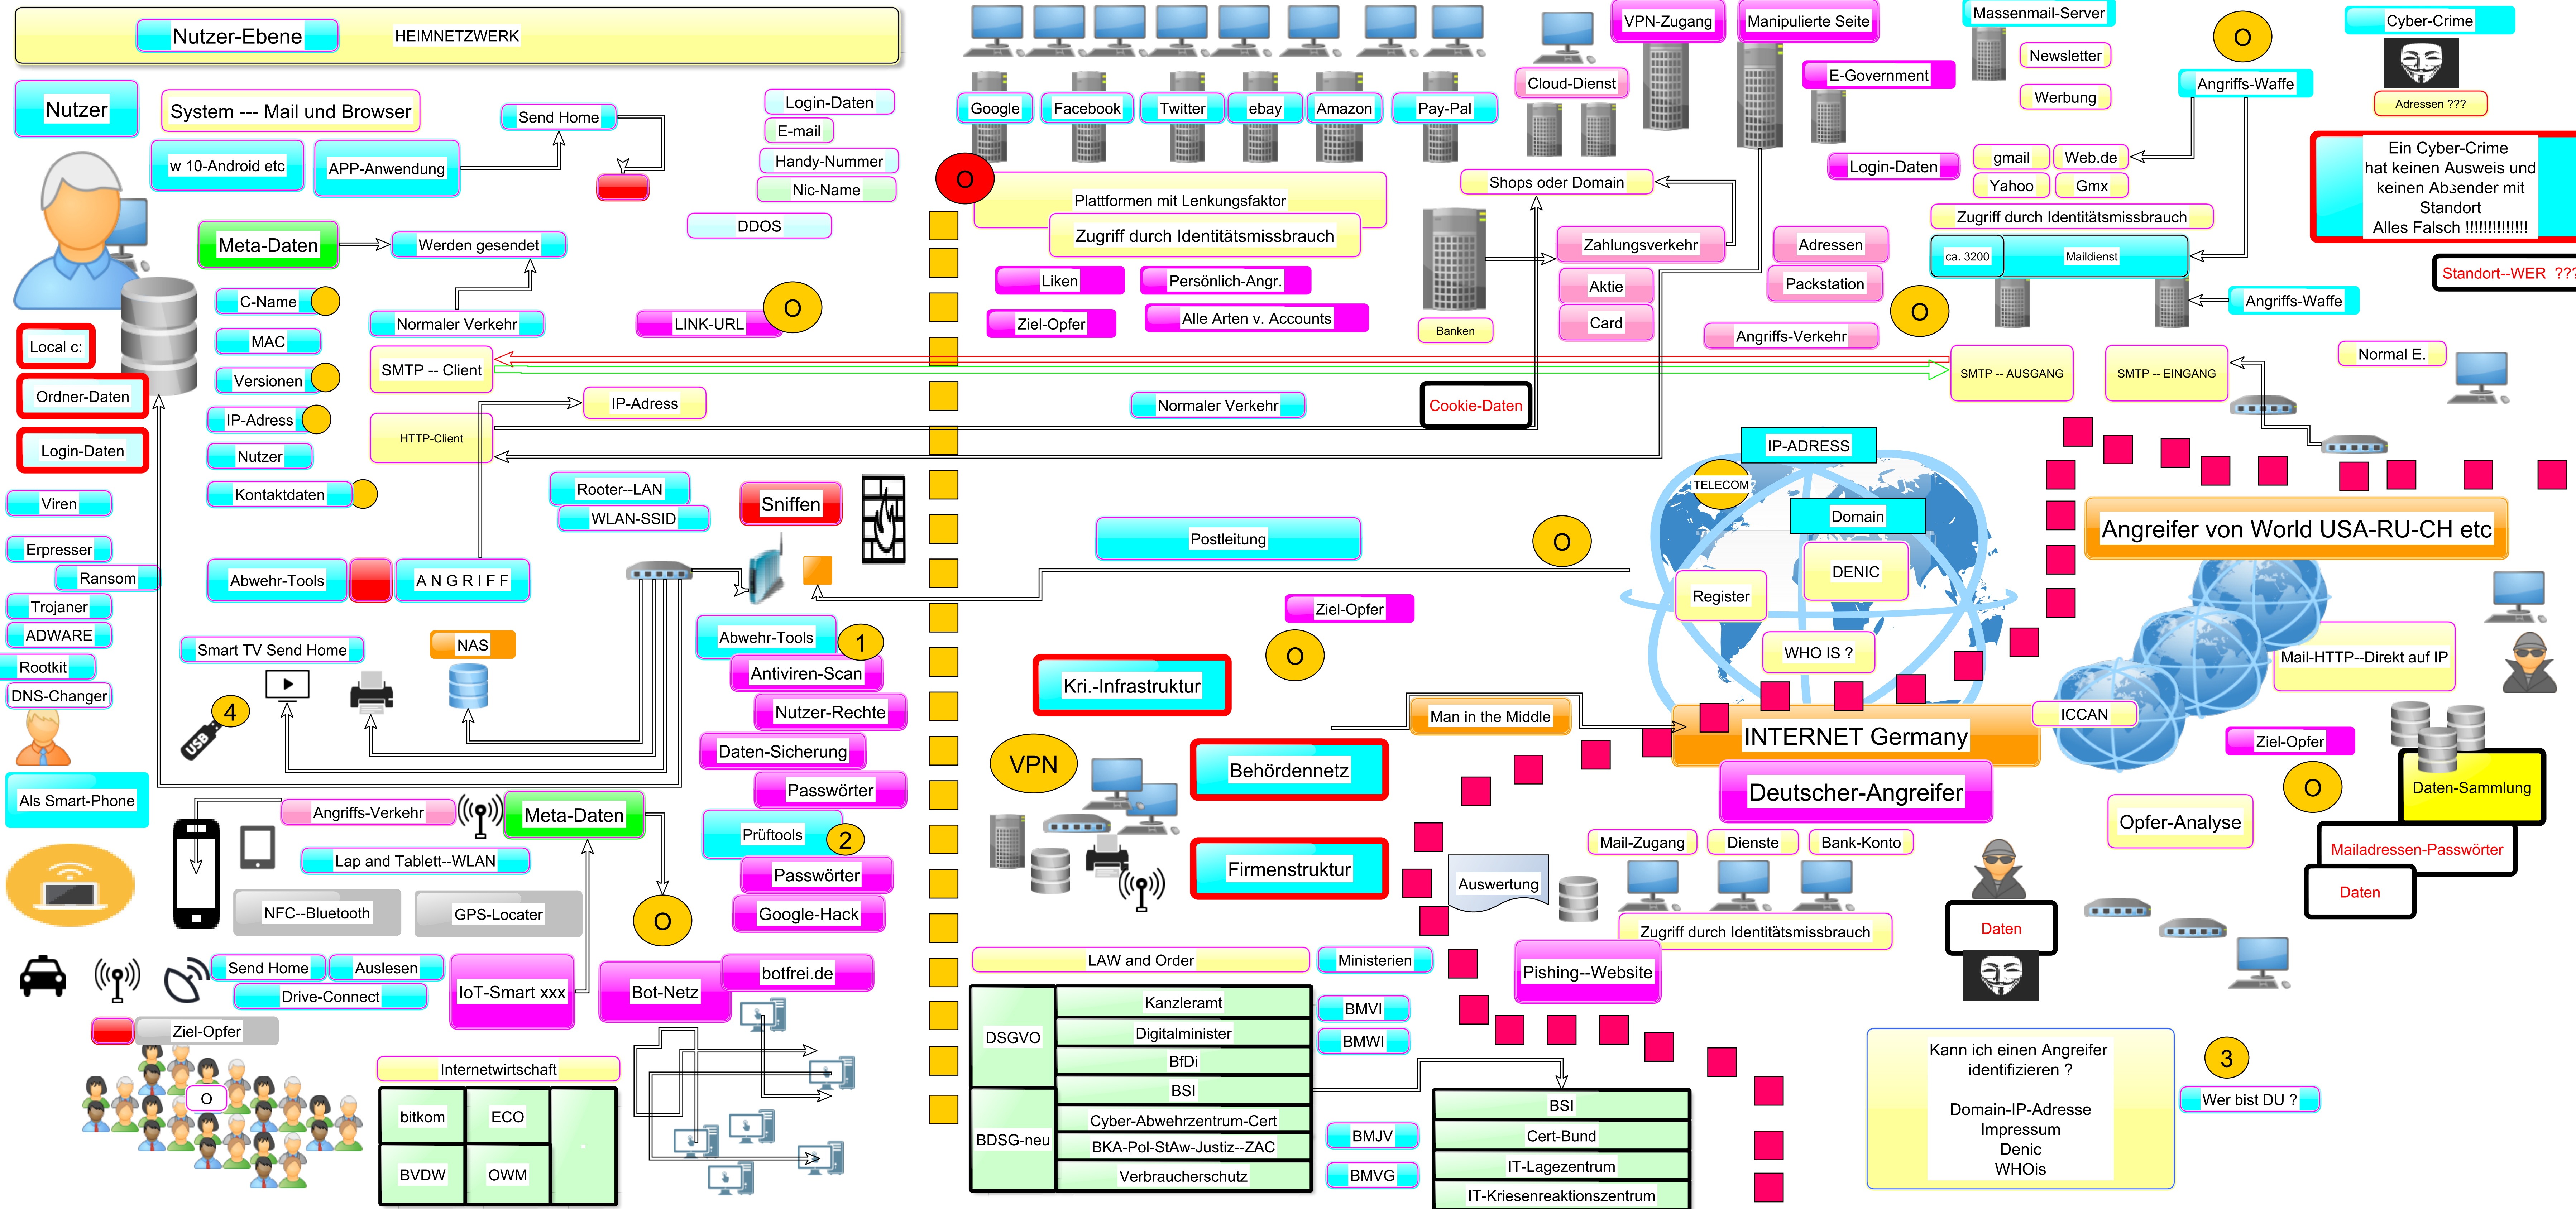 Nutzer-Ebene
HEIMNETZWERK
Nutzer
System --- Mail und Browser
w 10-Android etc
APP-Anwendung
Send Home
Login-Daten
E-mail
Handy-Nummer
Nic-Name
DDOS
Meta-Daten
Werden gesendet
C-Name
MAC
Versionen
IP-Adress
Nutzer
Kontaktdaten
Normaler Verkehr
LINK-URL
O
SMTP -- Client
HTTP-Client
IP-Adress
Local c:
Ordner-Daten
Login-Daten
Viren
Erpresser
Ransom
Trojaner
ADWARE
Rootkit
DNS-Changer
Abwehr-Tools
A N G R I F F
Rooter--LAN
WLAN-SSID
Sniffen
Smart TV Send Home
NAS
USB
4
Abwehr-Tools
1
Antiviren-Scan
Nutzer-Rechte
Daten-Sicherung
Passwörter
Prüftools
2
Passwörter
Google-Hack
Als Smart-Phone
Angriffs-Verkehr
Meta-Daten
Lap and Tablett--WLAN
NFC--Bluetooth
GPS-Locater
O
Send Home
Auslesen
Drive-Connect
IoT-Smart xxx
Bot-Netz
botfrei.de
Ziel-Opfer
O
Internetwirtschaft
bitkom
ECO
BVDW
OWM
Google
Facebook
Twitter
ebay
Amazon
Pay-Pal
O
Plattformen mit Lenkungsfaktor
Zugriff durch Identitätsmissbrauch
Liken
Persönlich-Angr.
Ziel-Opfer
Alle Arten v. Accounts
Cloud-Dienst
VPN-Zugang
Manipulierte Seite
E-Government
Shops oder Domain
Zahlungsverkehr
Aktie
Card
Banken
Adressen
Packstation
Angriffs-Verkehr
Login-Daten
Massenmail-Server
Newsletter
Werbung
O
Angriffs-Waffe
gmail
Web.de
Yahoo
Gmx
Zugriff durch Identitätsmissbrauch
ca. 3200
Maildienst
Angriffs-Waffe
O
Cyber-Crime
Adressen ???
Ein Cyber-Crime
hat keinen Ausweis und
keinen Absender mit
Standort
Alles Falsch !!!!!!!!!!!!!
Standort--WER ???
SMTP -- AUSGANG
SMTP -- EINGANG
Normal E.
Normaler Verkehr
Cookie-Daten
IP-ADRESS
TELECOM
Domain
DENIC
Register
WHO IS ?
Postleitung
O
Ziel-Opfer
O
Kri.-Infrastruktur
Man in the Middle
INTERNET Germany
ICCAN
Deutscher-Angreifer
VPN
Behördennetz
Firmenstruktur
Angreifer von World USA-RU-CH etc
Mail-HTTP--Direkt auf IP
Ziel-Opfer
O
Daten-Sammlung
Mailadressen-Passwörter
Daten
Opfer-Analyse
Mail-Zugang
Dienste
Bank-Konto
Auswertung
Zugriff durch Identitätsmissbrauch
Pishing--Website
Daten
LAW and Order
Ministerien
DSGVO
BDSG-neu
Kanzleramt
Digitalminister
BfDi
BSI
Cyber-Abwehrzentrum-Cert
BKA-Pol-StAw-Justiz--ZAC
Verbraucherschutz
BMVI
BMWI
BMJV
BMVG
BSI
Cert-Bund
IT-Lagezentrum
IT-Kriesenreaktionszentrum
Kann ich einen Angreifer
identifizieren ?
Domain-IP-Adresse
Impressum
Denic
WHOis
3
Wer bist DU ?